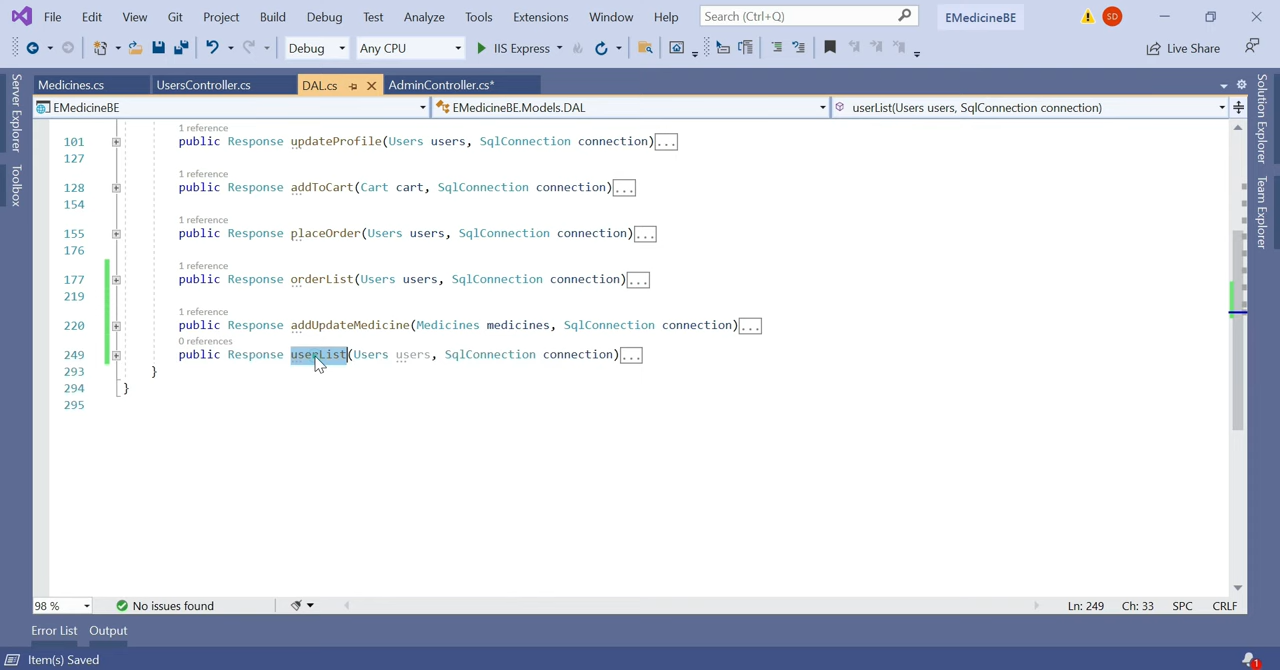 File Edit View Git Project Build Debug Test Analyze Tools Extensions Window Help Search (Ctrl+Q) EMedicineBE SD
Debug Any CPU IIS Express Live Share
Medicines.cs UsersController.cs DAL.cs AdminController.cs*
EMedicineBE EMedicineBE.Models.DAL userList(Users users, SqlConnection connection)
Server Explorer
Toolbox
Solution Explorer
Team Explorer
1 reference
101 public Response updateProfile(Users users, SqlConnection connection)...
127
1 reference
128 public Response addToCart(Cart cart, SqlConnection connection)...
154
1 reference
155 public Response placeOrder(Users users, SqlConnection connection)...
176
1 reference
177 public Response orderList(Users users, SqlConnection connection)...
219
1 reference
220 public Response addUpdateMedicine(Medicines medicines, SqlConnection connection)...
0 references
249 public Response userList(Users users, SqlConnection connection)...
293 }
294 }
295
98 % No issues found Ln: 249 Ch: 33 SPC CRLF
Error List Output
Item(s) Saved 1